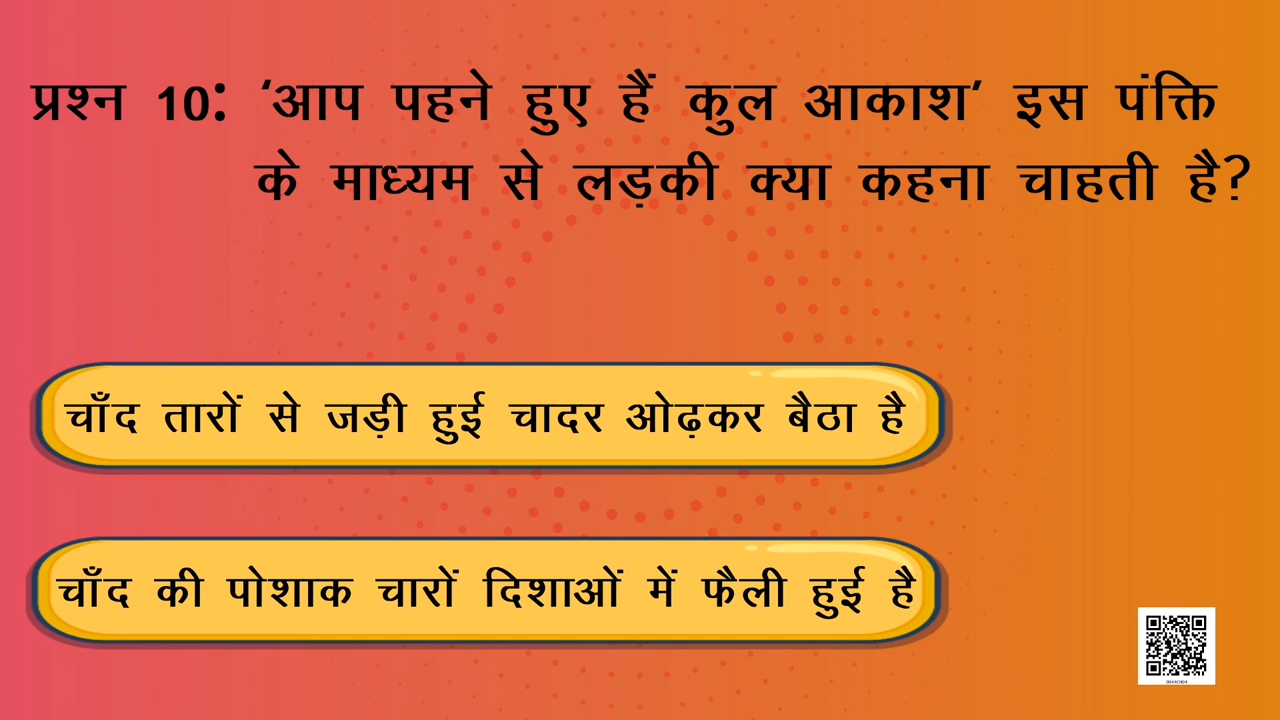 प्रश्न 10: ‘आप पहने हुए हैं कुल आकाश’ इस पंक्ति
के माध्यम से लड़की क्या कहना चाहती है?
चाँद तारों से जड़ी हुई चादर ओढ़कर बैठा है
चाँद की पोशाक चारों दिशाओं में फैली हुई है